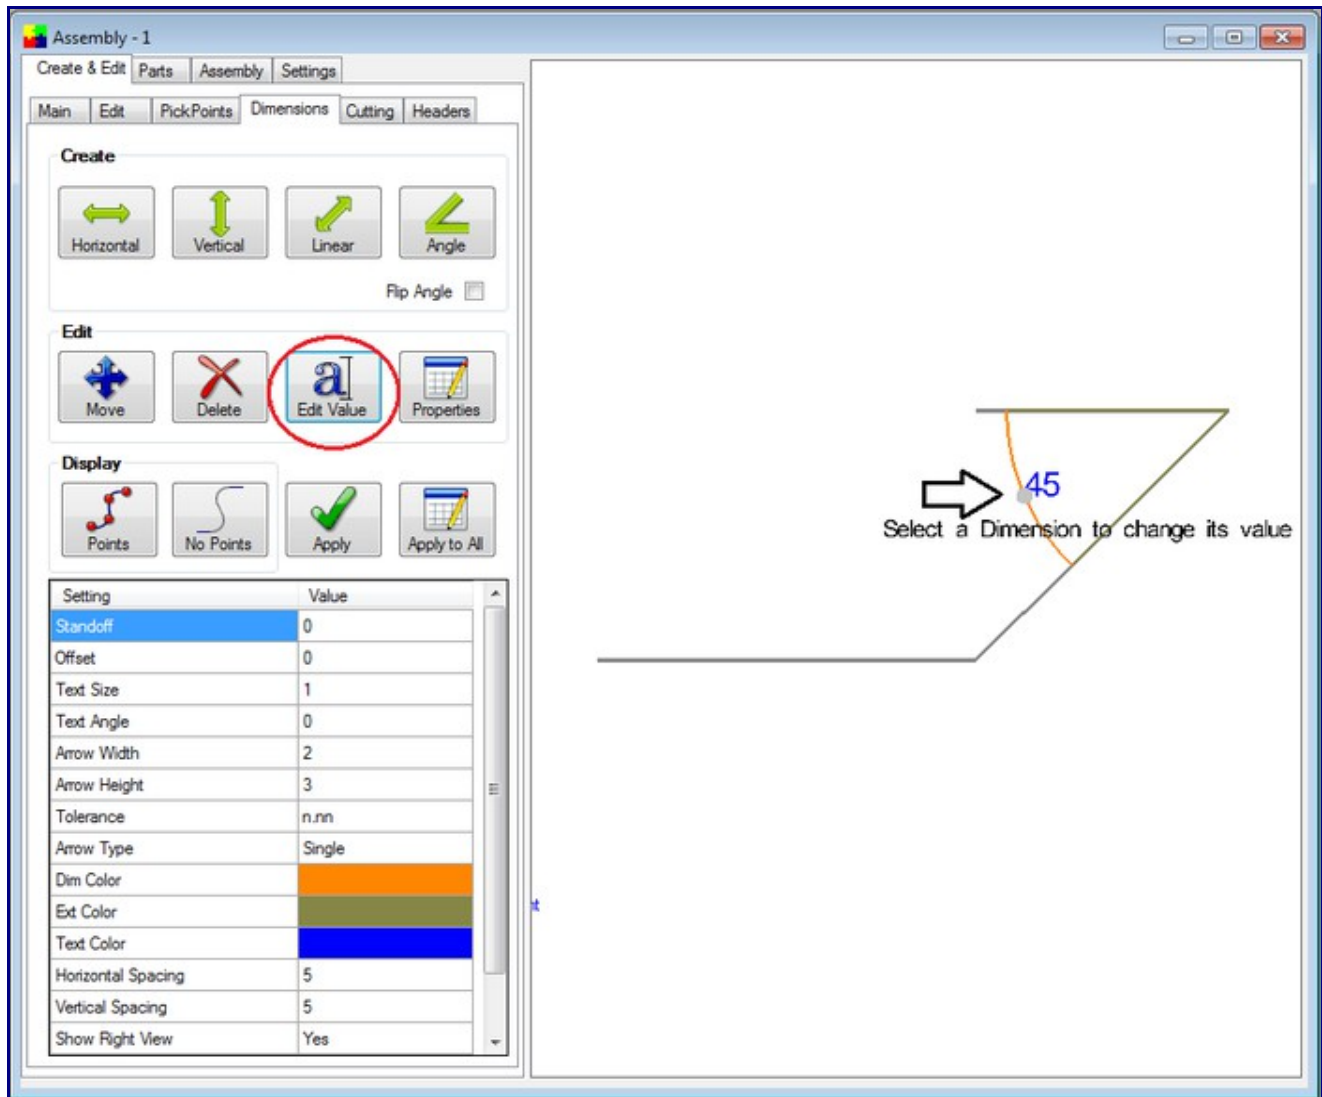 Assembly - 1
Create & Edit Parts Assembly Settings
Main Edit PickPoints Dimensions Cutting Headers
Create
Horizontal Vertical Linear Angle
Flip Angle
Edit
Move Delete Edit Value Properties
Display
Points No Points Apply Apply to All
Setting Value
Standoff 0
Offset 0
Text Size 1
Text Angle 0
Arrow Width 2
Arrow Height 3
Tolerance n.nn
Arrow Type Single
Dim Color
Ext Color
Text Color
Horizontal Spacing 5
Vertical Spacing 5
Show Right View Yes
45
Select a Dimension to change its value